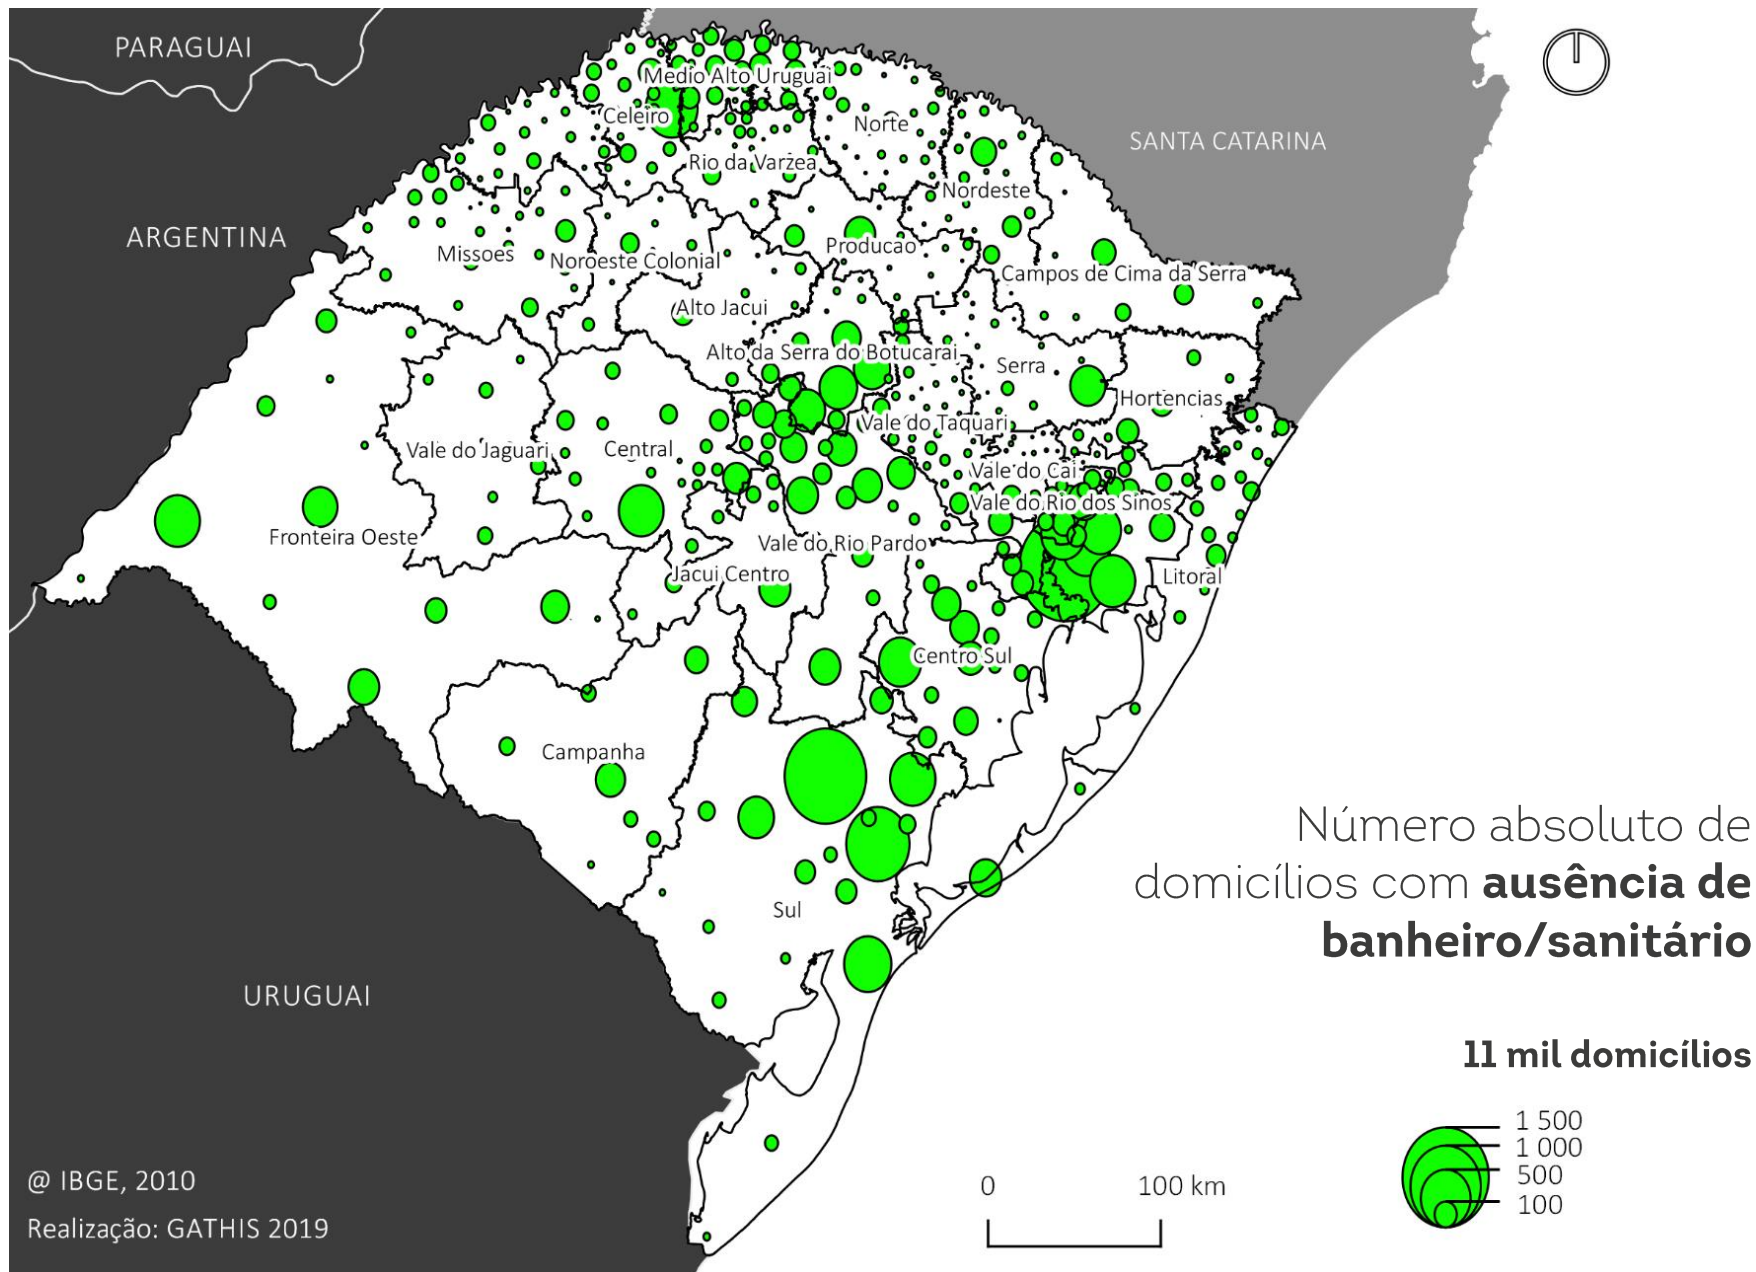 PARAGUAI
ARGENTINA
SANTA CATARINA
URUGUAI
Medio Alto Uruguai
Celeiro
Norte
Rio da Varzea
Nordeste
Missoes
Noroeste Colonial
Producao
Campos de Cima da Serra
Alto Jacui
Alto da Serra do Botucarai
Serra
Hortencias
Vale do Taquari
Vale do Jaguari
Central
Vale do Cai
Vale do Rio dos Sinos
Fronteira Oeste
Vale do Rio Pardo
Jacui Centro
Litoral
Centro Sul
Campanha
Sul
Número absoluto de
domicílios com ausência de
banheiro/sanitário
11 mil domicílios
1 500
1 000
500
100
0 100 km
@ IBGE, 2010
Realização: GATHIS 2019